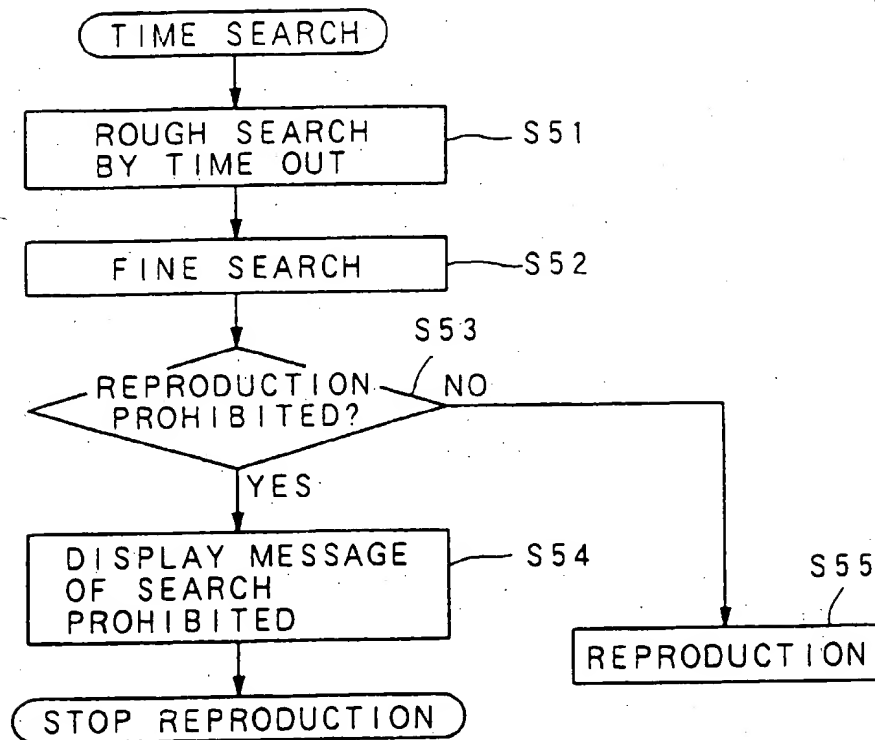 TIME SEARCH
ROUGH SEARCH
BY TIME OUT
S51
FINE SEARCH
S52
S53
REPRODUCTION
PROHIBITED?
NO
YES
DISPLAY MESSAGE
OF SEARCH
PROHIBITED
S54
S55
REPRODUCTION
STOP REPRODUCTION